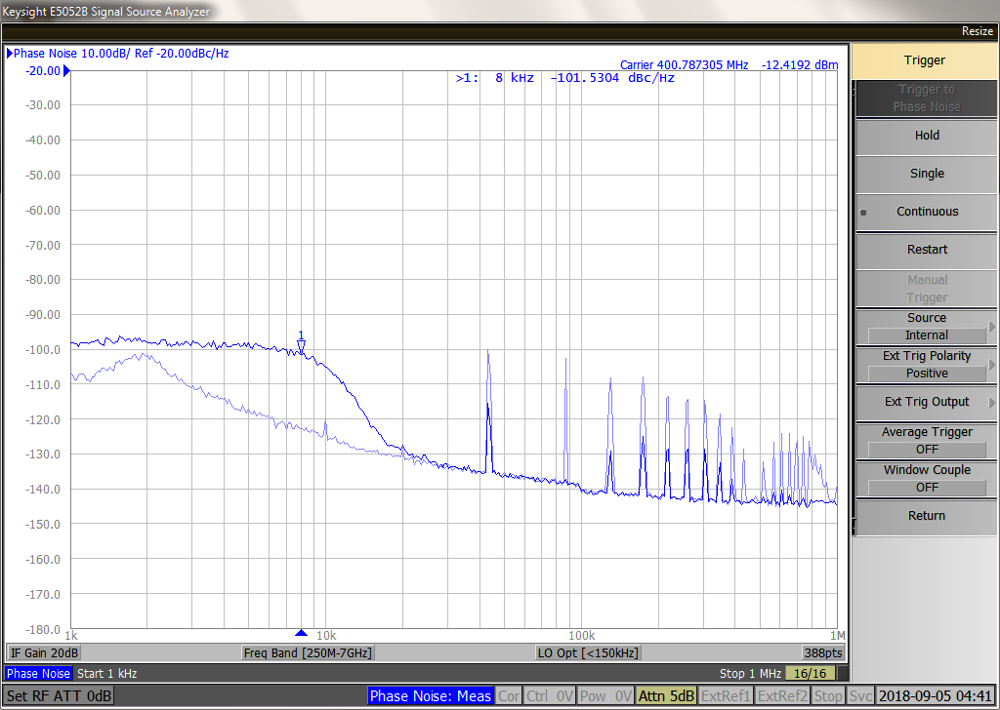 Keysight E5052B Signal Source Analyzer
Resize
Phase Noise 10.00dB/ Ref -20.00dBc/Hz
Carrier 400.787305 MHz -12.4192 dBm
>1: 8 kHz -101.5304 dBc/Hz
-20.00
-30.00
-40.00
-50.00
-60.00
-70.00
-80.00
-90.00
-100.0
-110.0
-120.0
-130.0
-140.0
-150.0
-160.0
-170.0
-180.0
1
1k 10k 100k 1M
IF Gain 20dB Freq Band [250M-7GHz] LO Opt [<150kHz] 388pts
Phase Noise Start 1 kHz Stop 1 MHz 16/16
Trigger
Trigger to
Phase Noise
Hold
Single
Continuous
Restart
Manual
Trigger
Source
Internal
Ext Trig Polarity
Positive
Ext Trig Output
Average Trigger
OFF
Window Couple
OFF
Return
Set RF ATT 0dB Phase Noise: Meas Cor Ctrl 0V Pow 0V Attn 5dB ExtRef1 ExtRef2 Stop Svc 2018-09-05 04:41